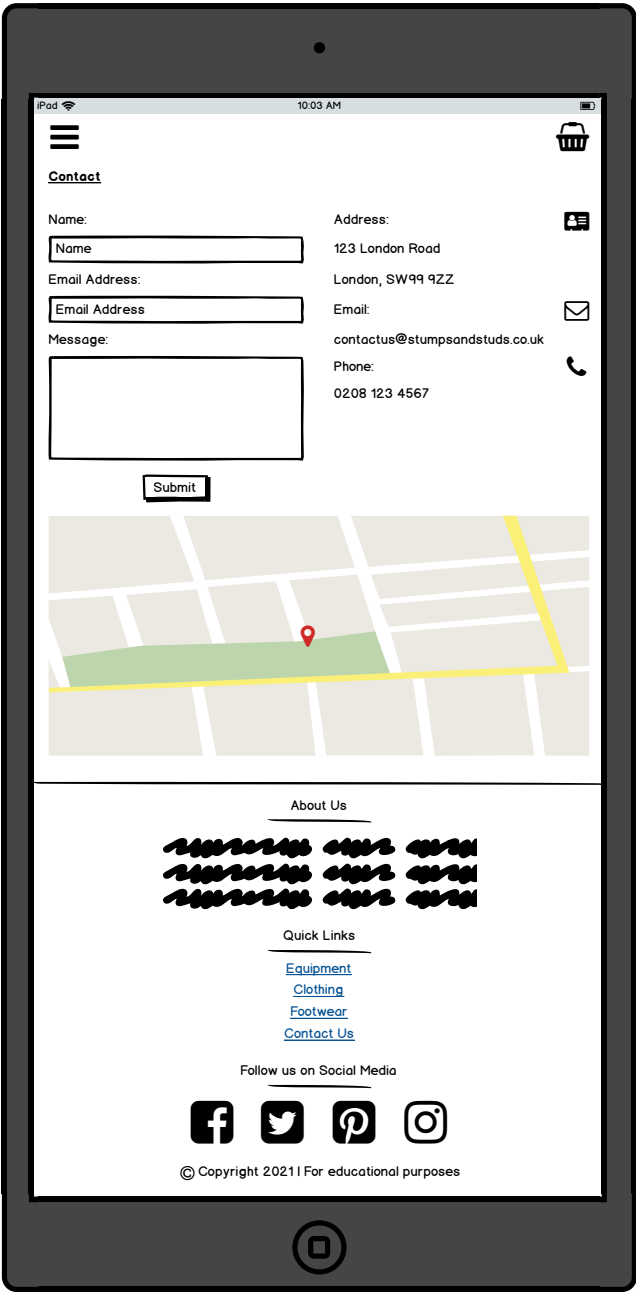 iPad 10:03 AM
Contact
Name:
Name
Email Address:
Email Address
Message:
Submit
Address:
123 London Road
London, SW99 9ZZ
Email:
contactus@stumpsandstuds.co.uk
Phone:
0208 123 4567
About Us
Quick Links
Equipment
Clothing
Footwear
Contact Us
Follow us on Social Media
© Copyright 2021 | For educational purposes